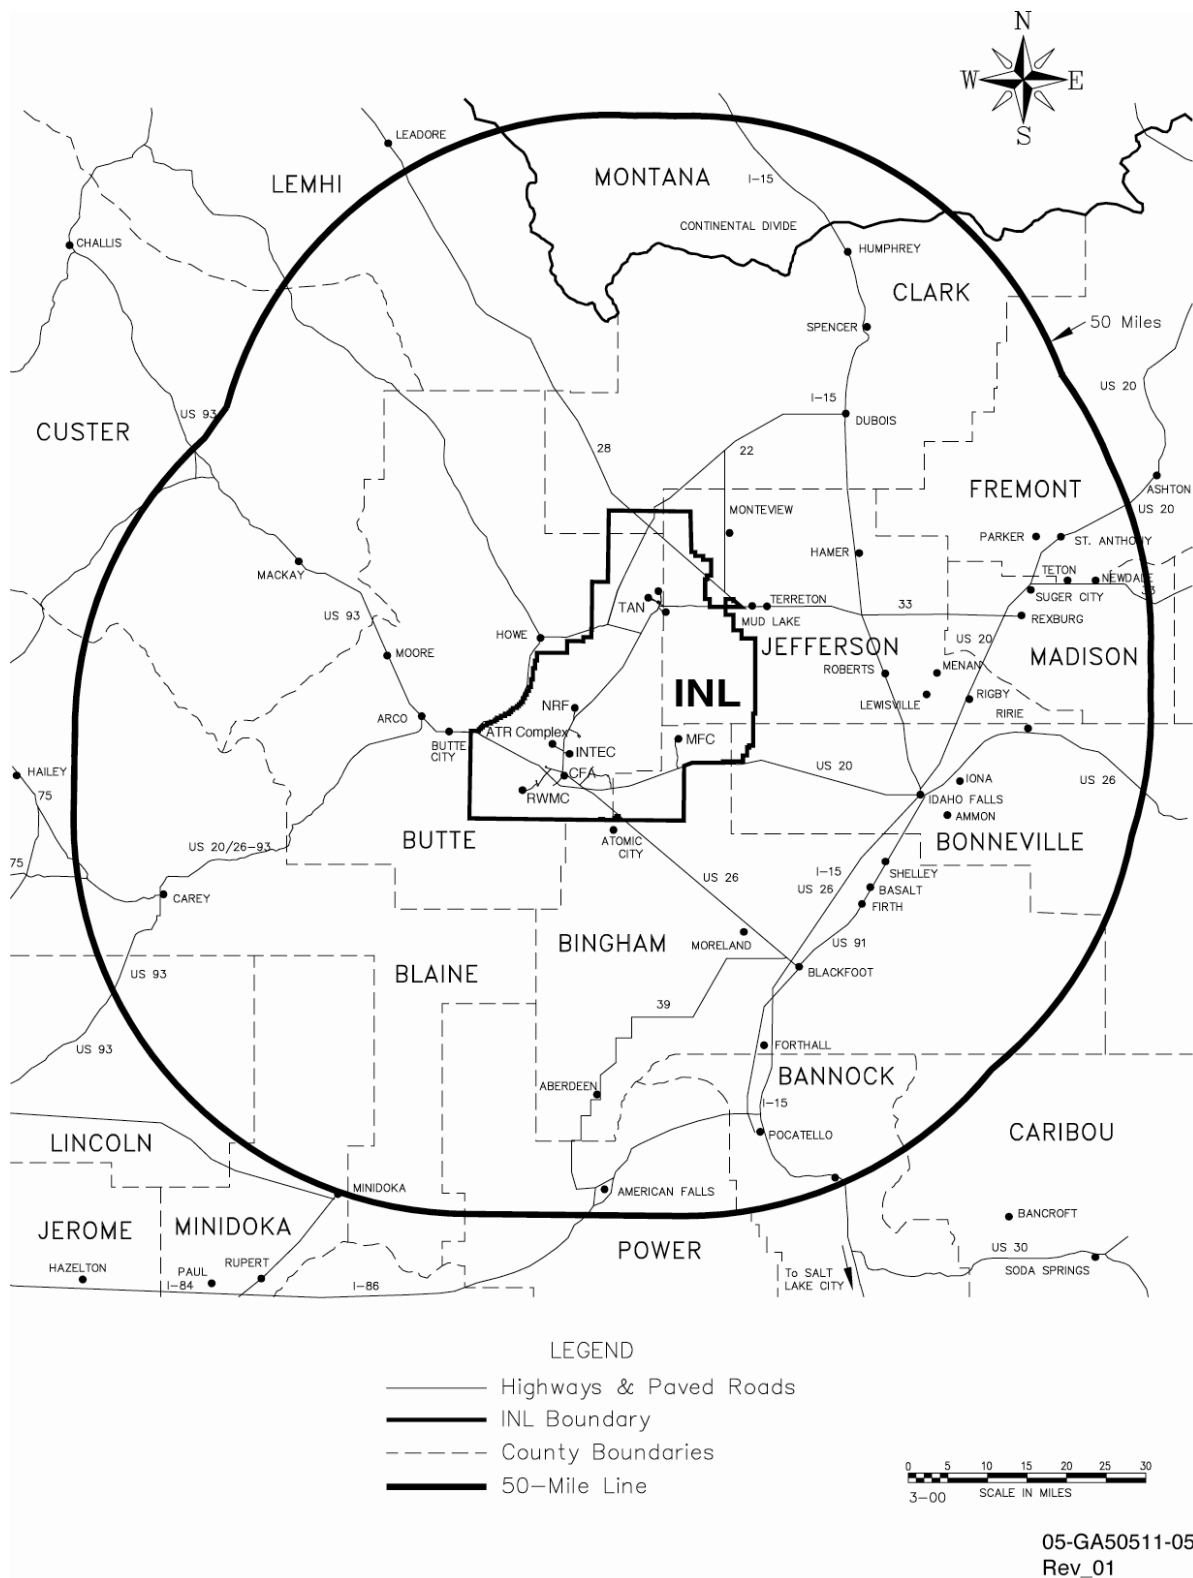 N
W E
S
LEADORE
LEMHI
MONTANA
I-15
CONTINENTAL DIVIDE
CHALLIS
HUMPHREY
CLARK
SPENCER
50 Miles
US 93
I-15
US 20
DUBOIS
CUSTER
28
22
ASHTON
FREMONT
MONTEVIEW
US 20
PARKER
ST. ANTHONY
HAMER
MACKAY
TETON
NEWDALE
SUGER CITY
33
TAN
TERRETON
33
MUD LAKE
US 93
REXBURG
HOWE
JEFFERSON
US 20
MOORE
MADISON
MENAN
ROBERTS
INL
LEWISVILLE
RIGBY
NRF
ARCO
RIRIE
BUTTE
CITY
ATR Complex
MFC
INTEC
HAILEY
CFA
US 20
IONA
US 26
75
RWMC
IDAHO FALLS
AMMON
BUTTE
ATOMIC
CITY
BONNEVILLE
US 20/26-93
75
I-15
SHELLEY
US 26
US 26
BASALT
CAREY
FIRTH
BINGHAM
MORELAND
US 91
BLAINE
US 93
BLACKFOOT
39
US 93
FORTHALL
BANNOCK
ABERDEEN
I-15
LINCOLN
POCATELLO
CARIBOU
MINIDOKA
AMERICAN FALLS
JEROME
MINIDOKA
BANCROFT
POWER
US 30
HAZELTON
PAUL
RUPERT
To SALT
LAKE CITY
SODA SPRINGS
I-84
I-86
LEGEND
Highways & Paved Roads
INL Boundary
County Boundaries
50-Mile Line
0 5 10 15 20 25 30
3-00
SCALE IN MILES
05-GA50511-05
Rev_01